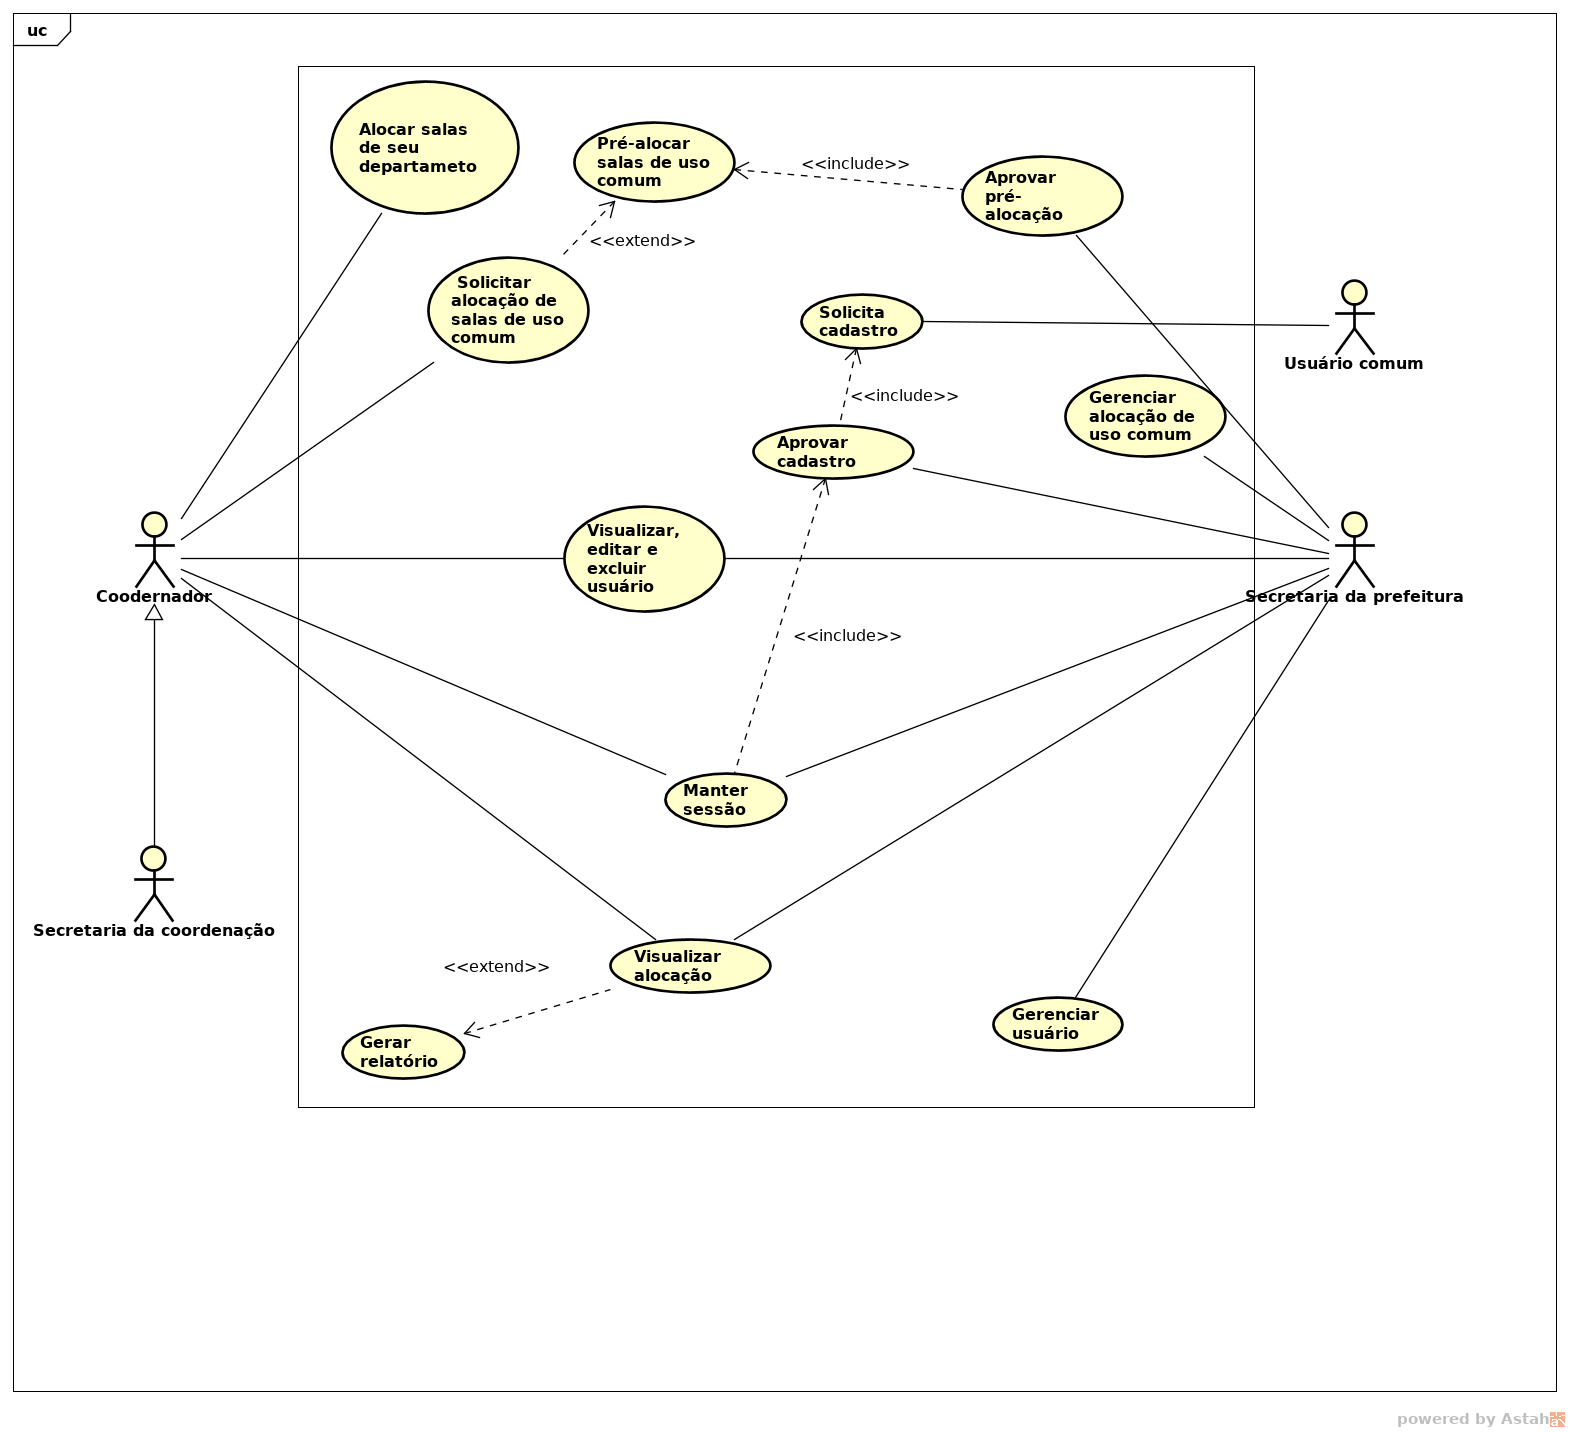 uc
Alocar salas
de seu
departameto
Pré-alocar
salas de uso
comum
<<include>>
Aprovar
pré-
alocação
<<extend>>
Solicitar
alocação de
salas de uso
comum
Solicita
cadastro
Usuário comum
<<include>>
Gerenciar
alocação de
uso comum
Aprovar
cadastro
Visualizar,
editar e
excluir
usuário
Coodernador
Secretaria da prefeitura
<<include>>
Manter
sessão
Secretaria da coordenação
Visualizar
alocação
<<extend>>
Gerar
relatório
Gerenciar
usuário
powered by Astah